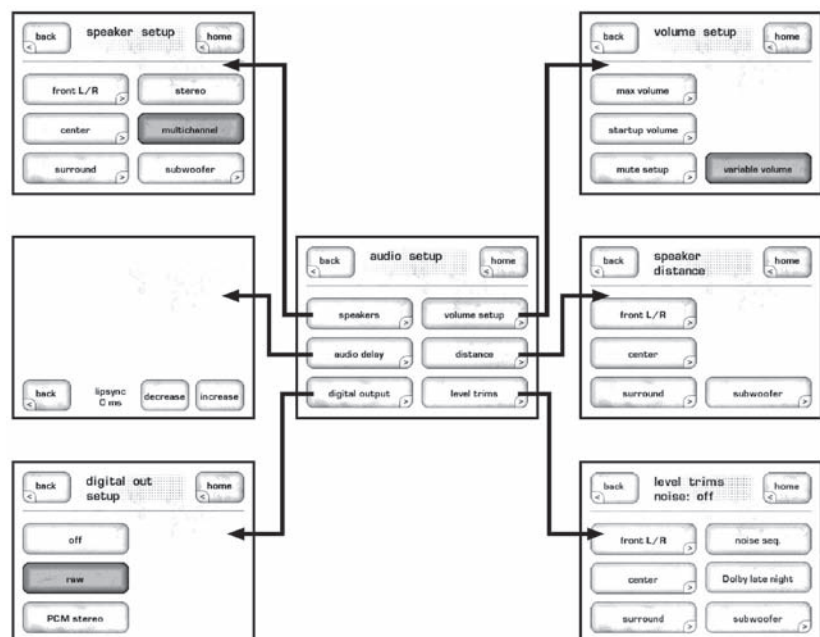 back
speaker setup
home
front L/R
stereo
center
multichannel
surround
subwoofer
back
volume setup
home
max volume
startup volume
mute setup
variable volume
back
lipsync
0 ms
decrease
increase
back
audio setup
home
speakers
volume setup
audio delay
distance
digital output
level trims
back
speaker
distance
home
front L/R
center
surround
subwoofer
back
digital out
setup
home
off
raw
PCM stereo
back
level trims
noise: off
home
front L/R
noise seq.
center
Dolby late night
surround
subwoofer